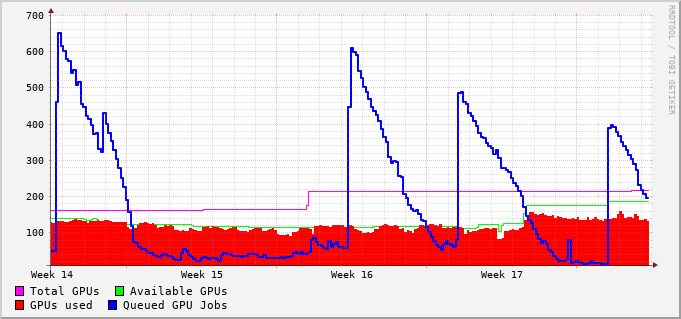 700
600
500
400
300
200
100
Week 14 Week 15 Week 16 Week 17
Total GPUs Available GPUs
GPUs used Queued GPU Jobs
RRDTOOL / TOBI OETIKER